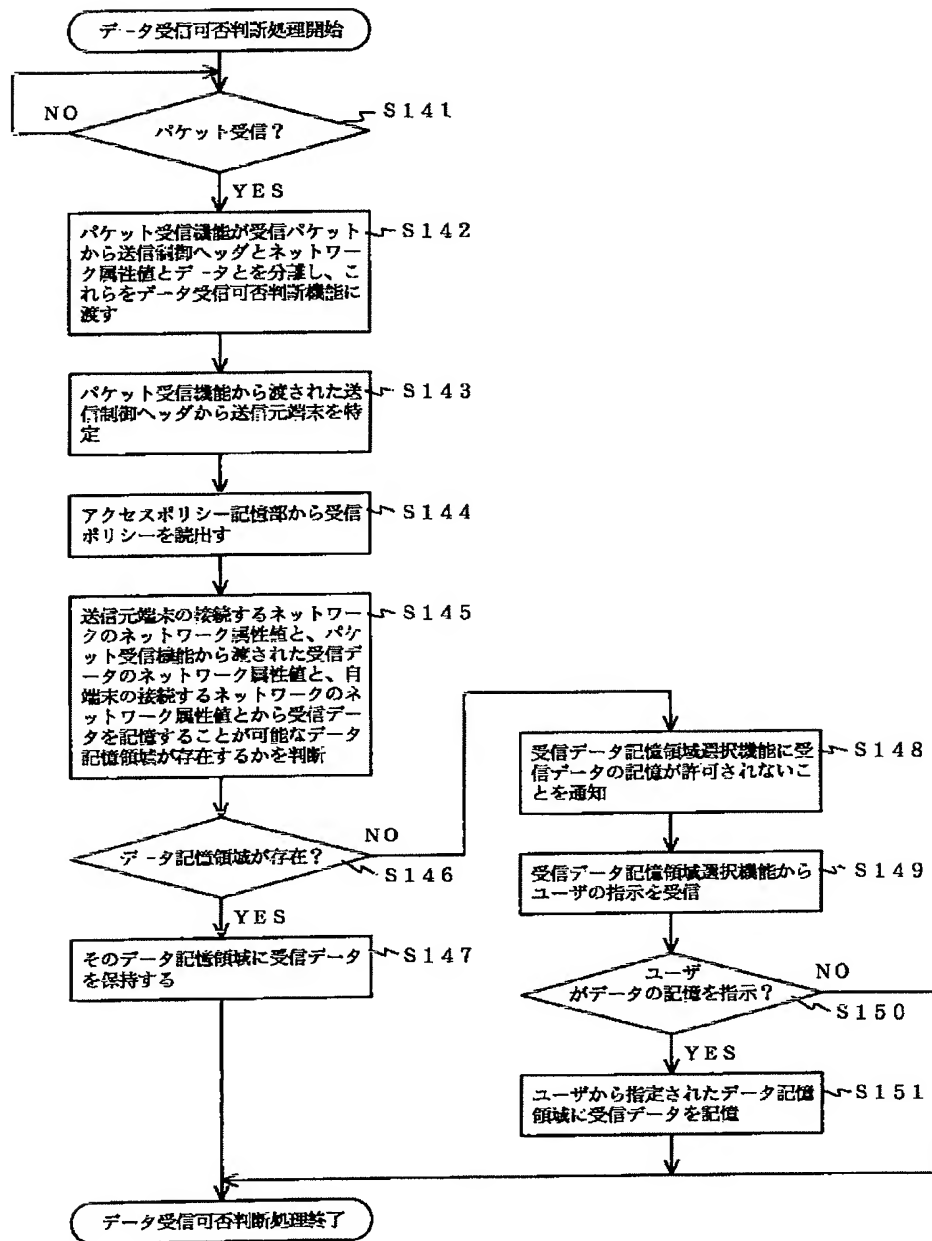 データ受信可否判断処理開始
NO
S141
パケット受信？
YES
パケット受信機能が受信パケット
から送信制御ヘッダとネットワー
ク属性値とデータとを分離し、こ
れらをデータ受信可否判断機能に
渡す
S142
パケット受信機能から渡された送
信制御ヘッダから送信元端末を特
定
S143
アクセスポリシー記憶部から受信
ポリシーを読出す
S144
送信元端末の接続するネットワー
クのネットワーク属性値と、パケ
ット受信機能から渡された受信デ
ータのネットワーク属性値と、自
端末の接続するネットワークのネ
ットワーク属性値とから受信デー
タを記憶することが可能なデータ
記憶領域が存在するかを判断
S145
データ記憶領域が存在？
NO
S146
YES
そのデータ記憶領域に受信データ
を保持する
S147
受信データ記憶領域選択機能に受
信データの記憶が許可されないこ
とを通知
S148
受信データ記憶領域選択機能から
ユーザの指示を受信
S149
ユーザ
がデータの記憶を指示？
NO
S150
YES
ユーザから指定されたデータ記憶
領域に受信データを記憶
S151
データ受信可否判断処理終了